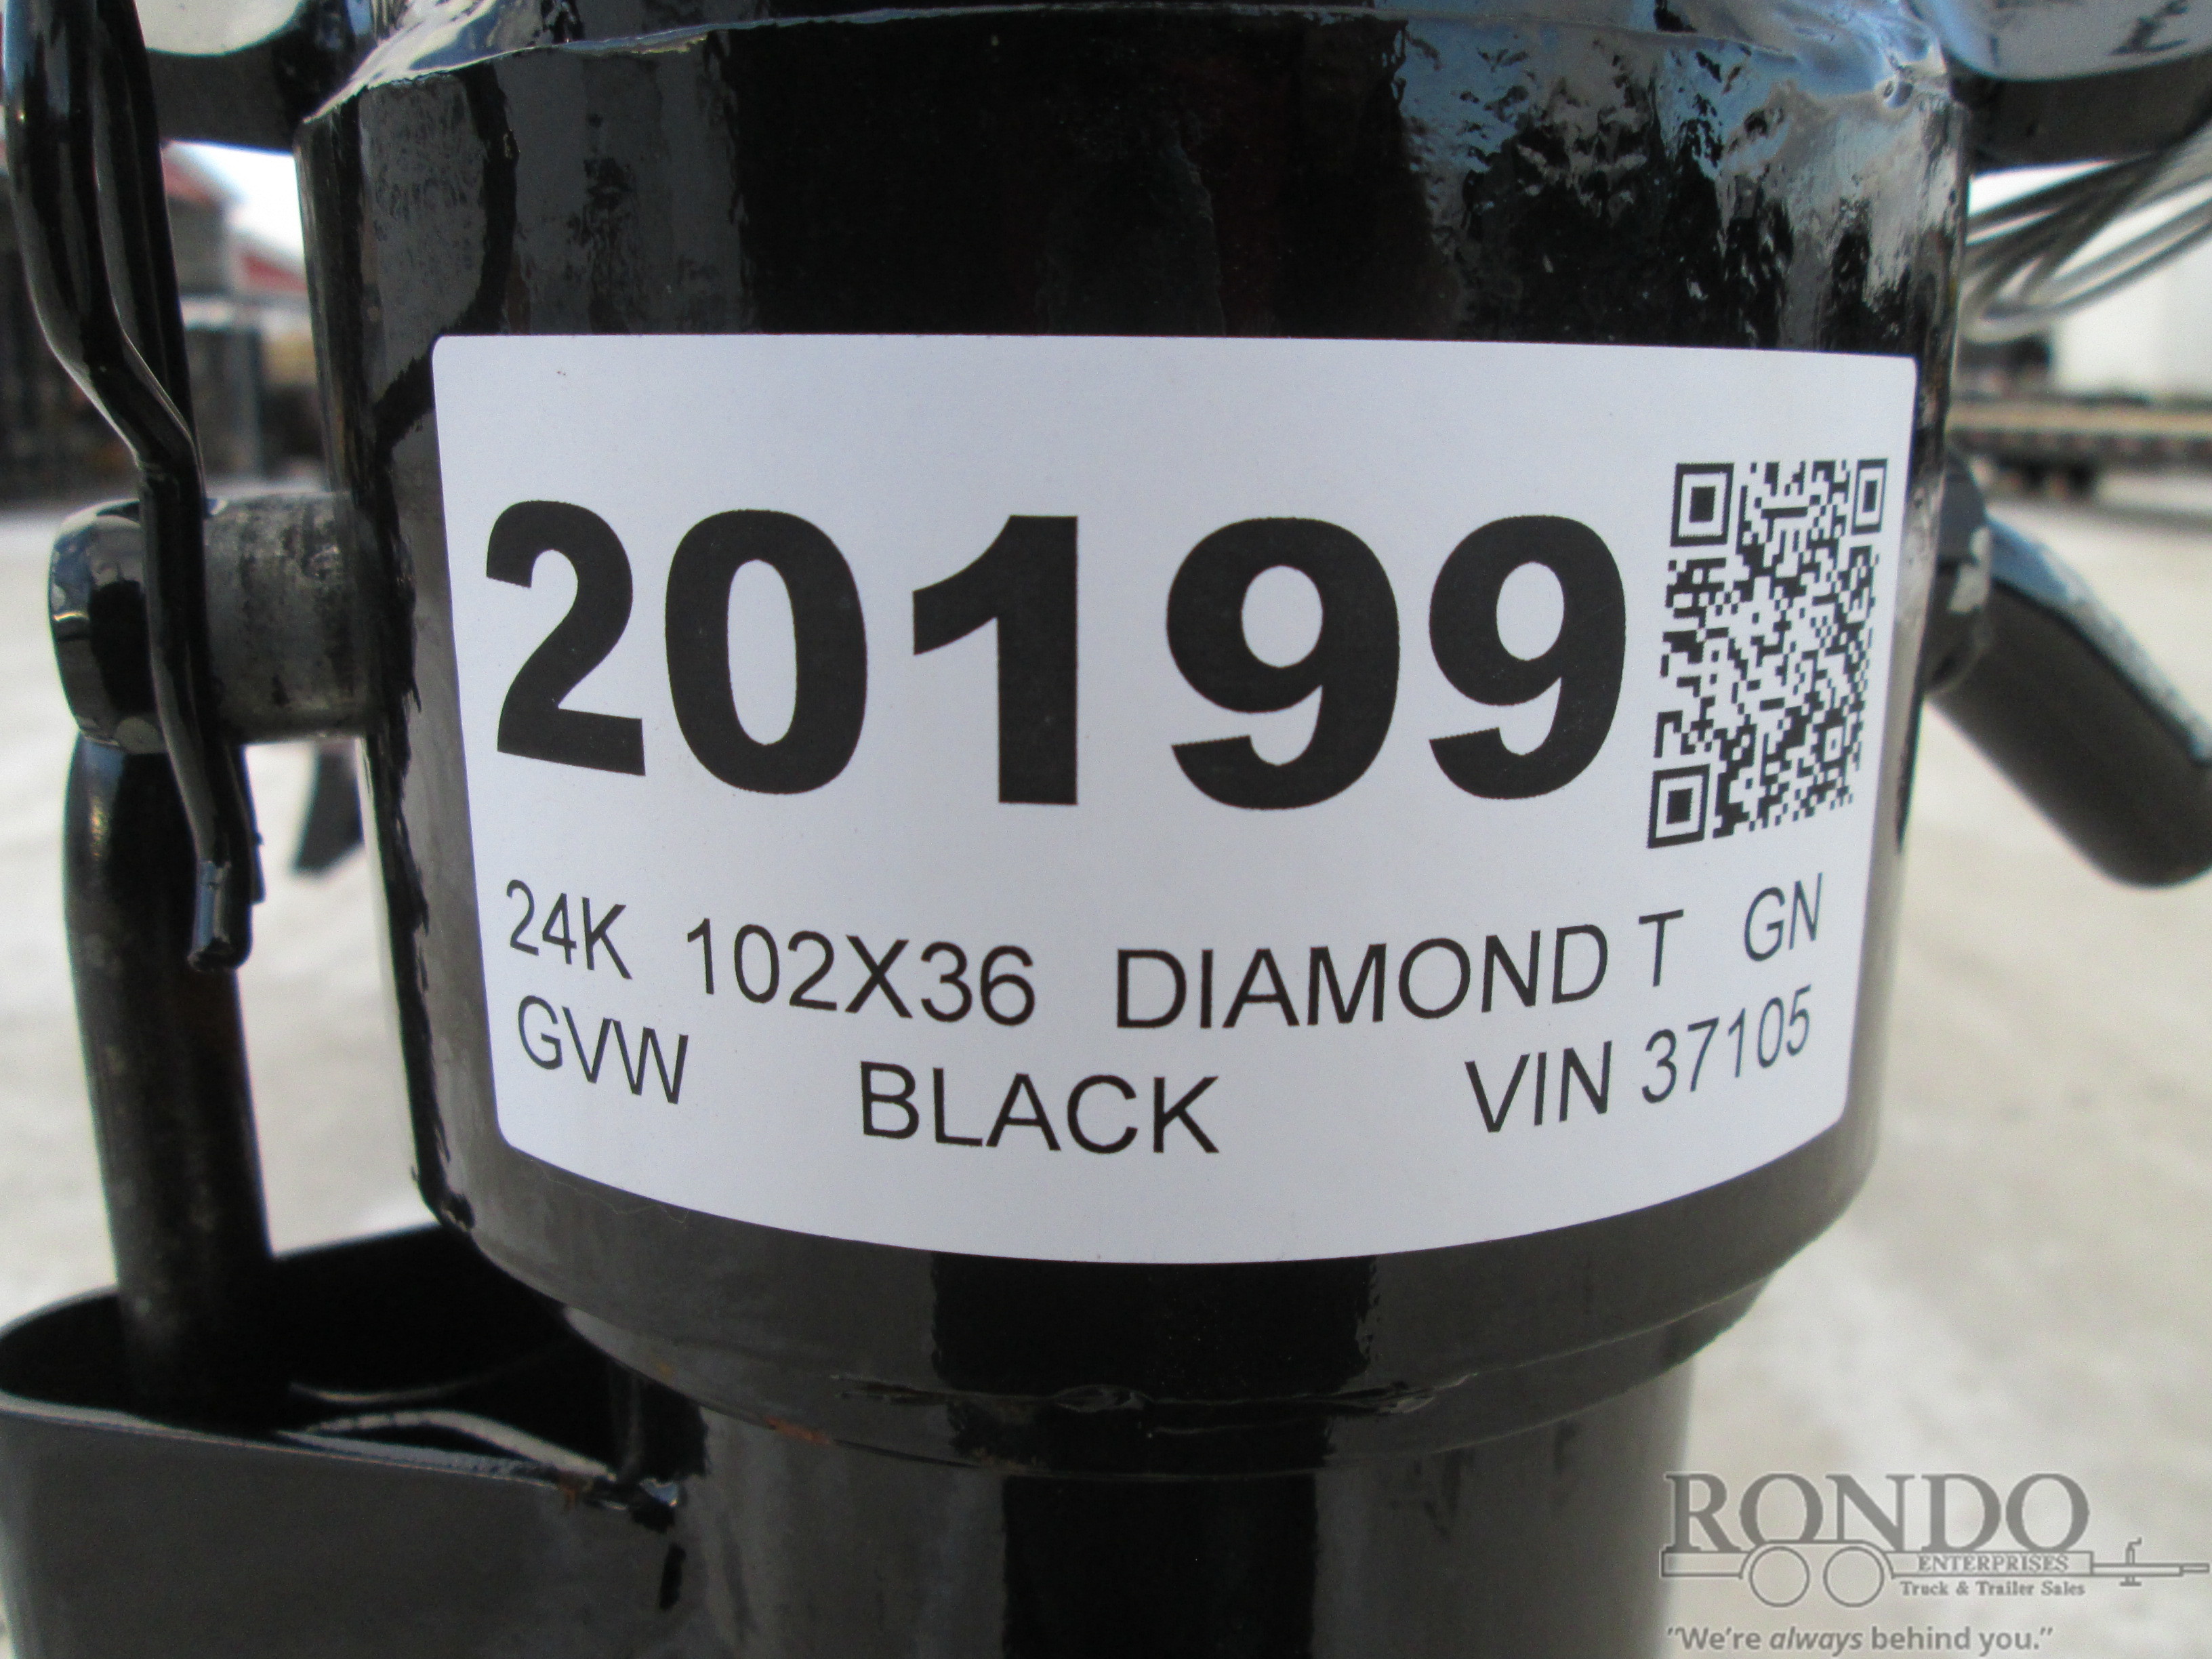 20199
24K 102X36 DIAMOND T GN
GVW BLACK VIN 37105
RONDO
ENTERPRISES
Truck & Trailer Sales
"We're always behind you."